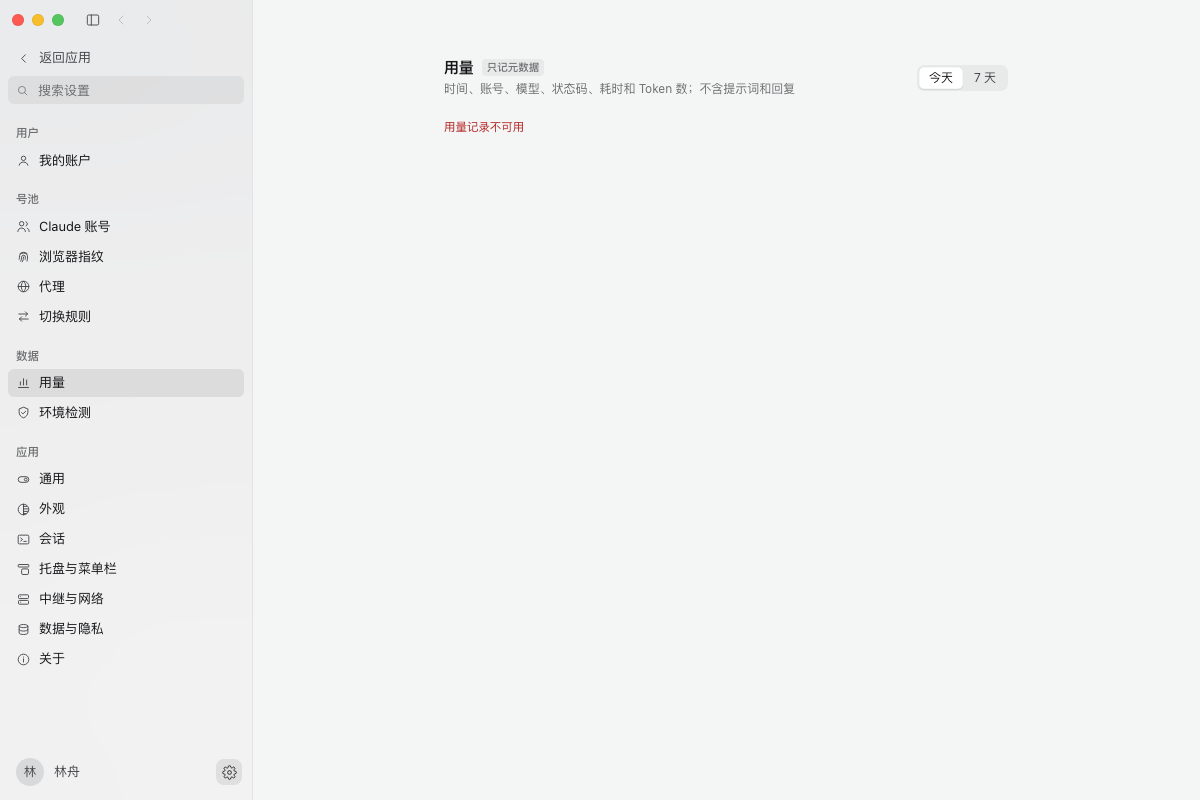 返回应用
搜索设置
用户
我的账户
号池
Claude 账号
浏览器指纹
代理
切换规则
数据
用量
环境检测
应用
通用
外观
会话
托盘与菜单栏
中继与网络
数据与隐私
关于
林 林舟
用量 只记元数据
时间、账号、模型、状态码、耗时和 Token 数；不含提示词和回复
今天 7 天
用量记录不可用